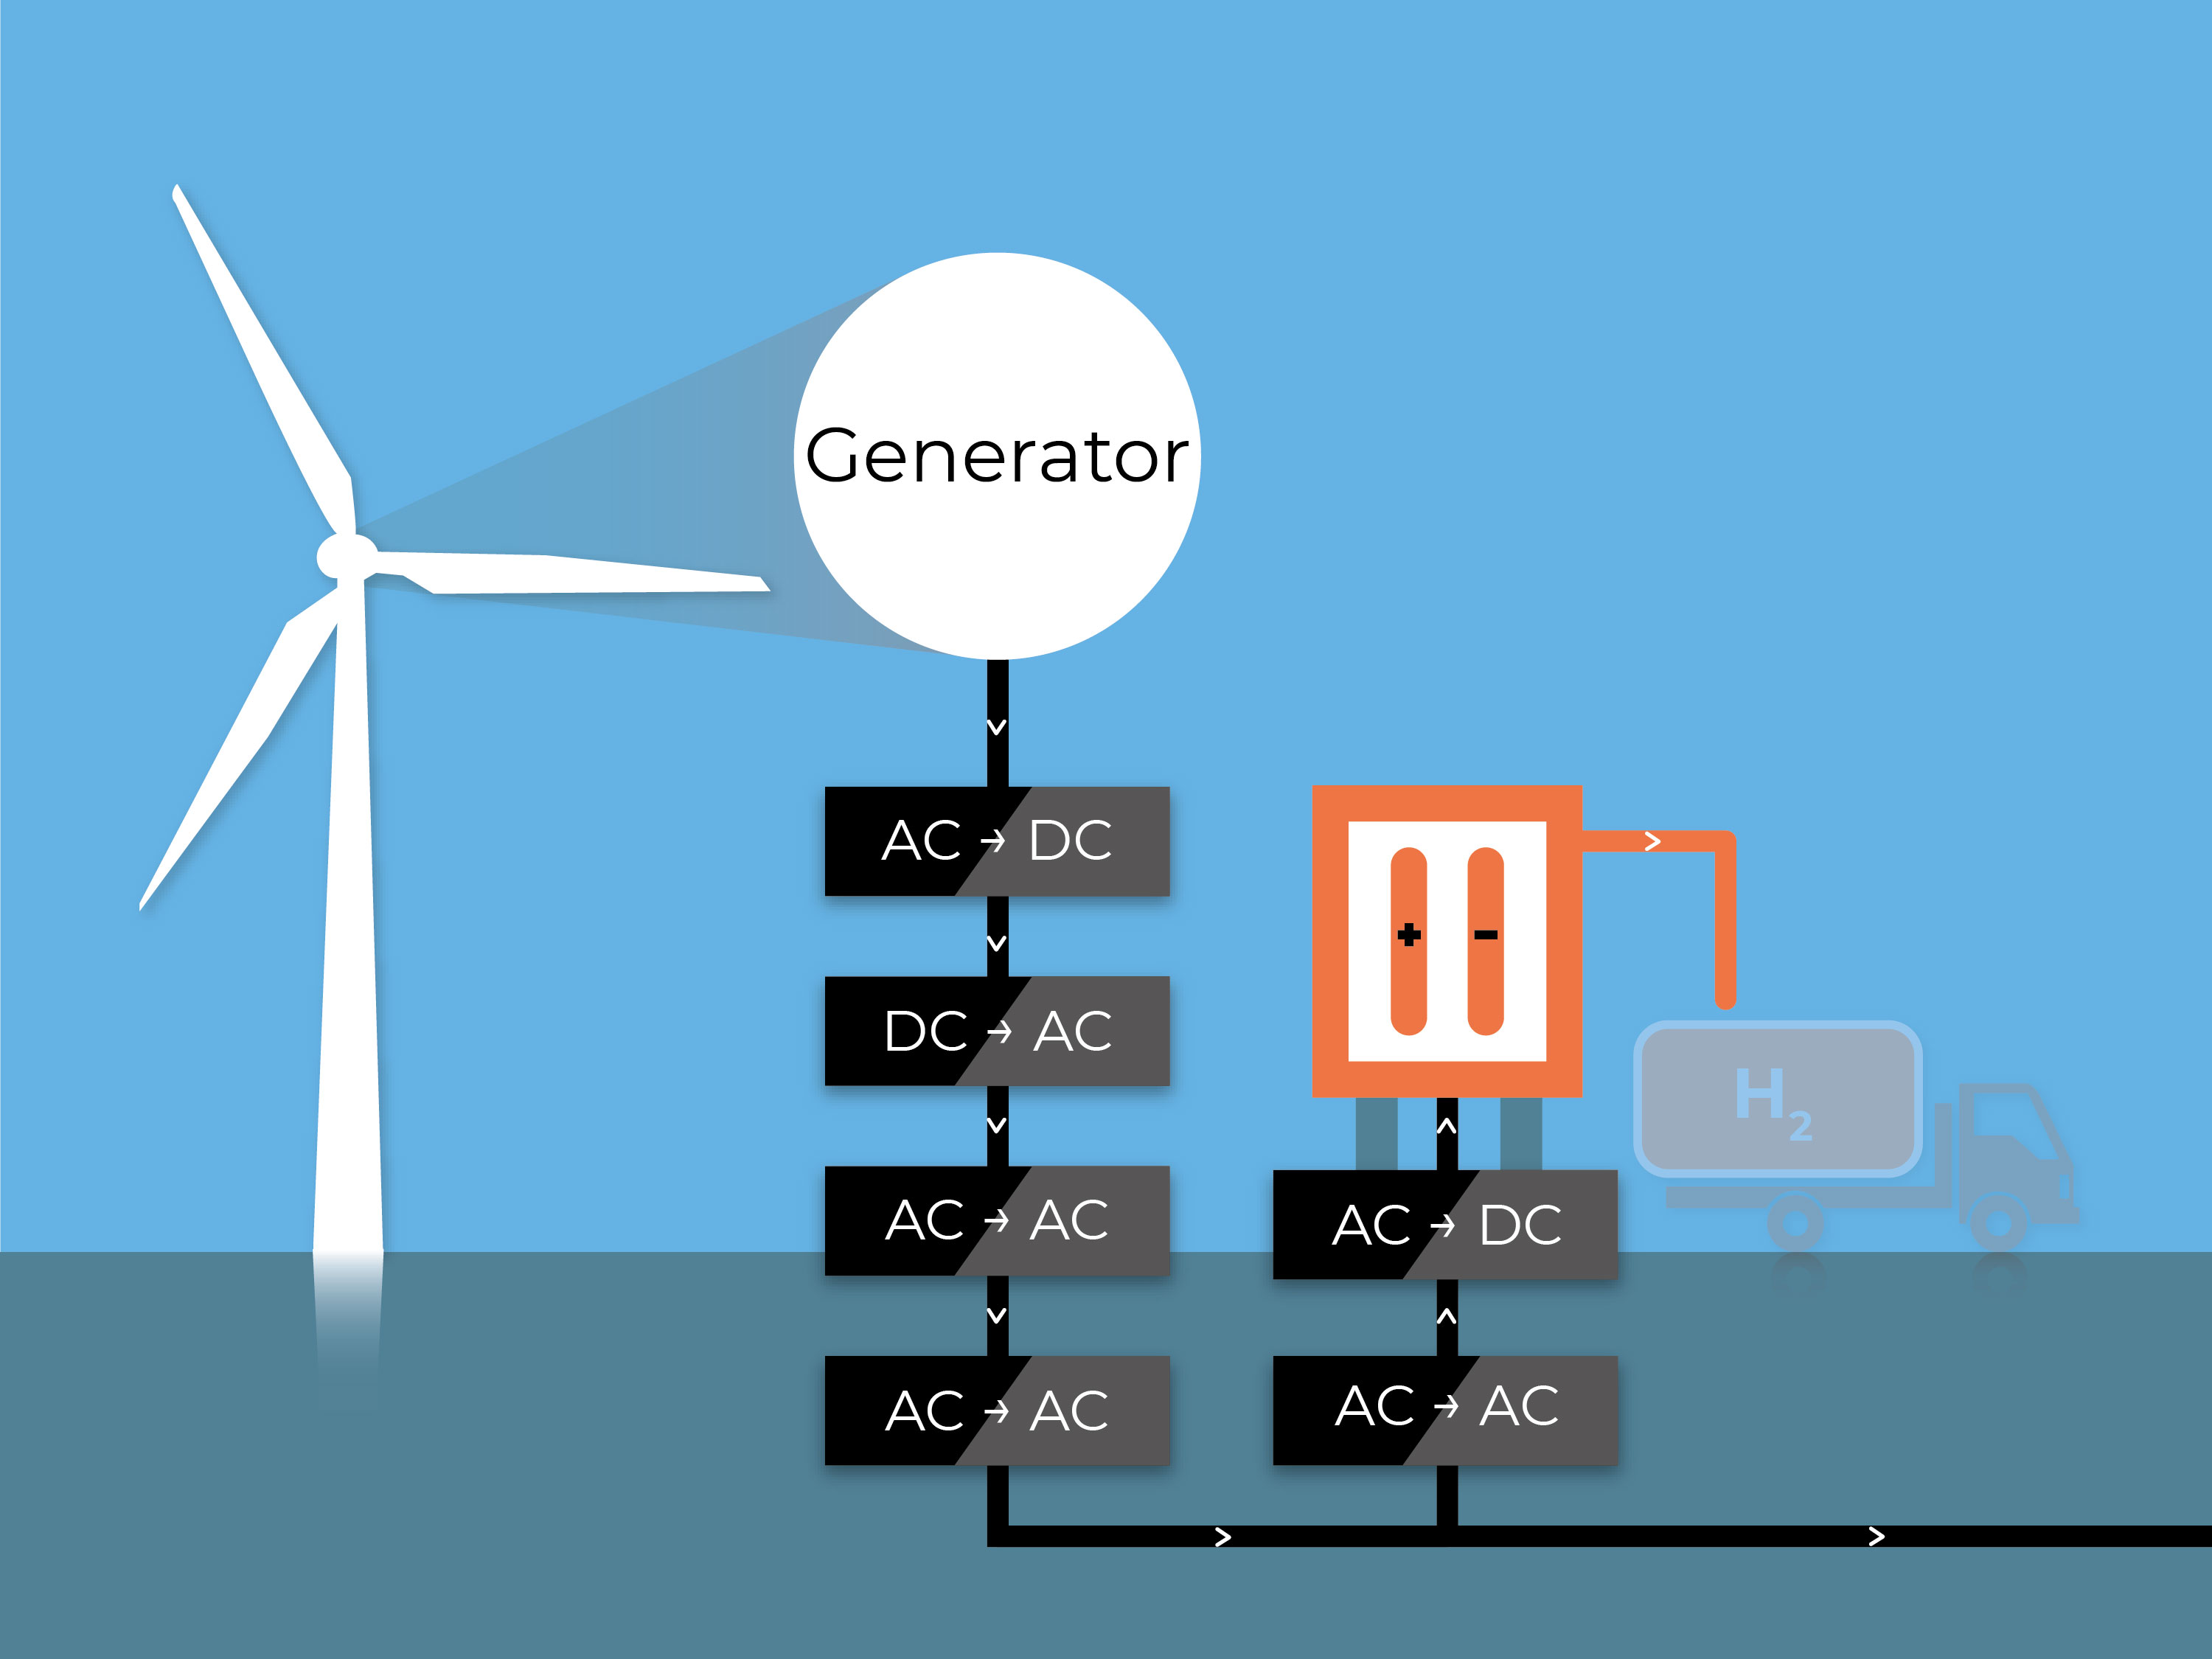 Generator
AC → DC
DC → AC
AC → AC
AC → AC
+ -
AC → DC
AC → AC
H₂